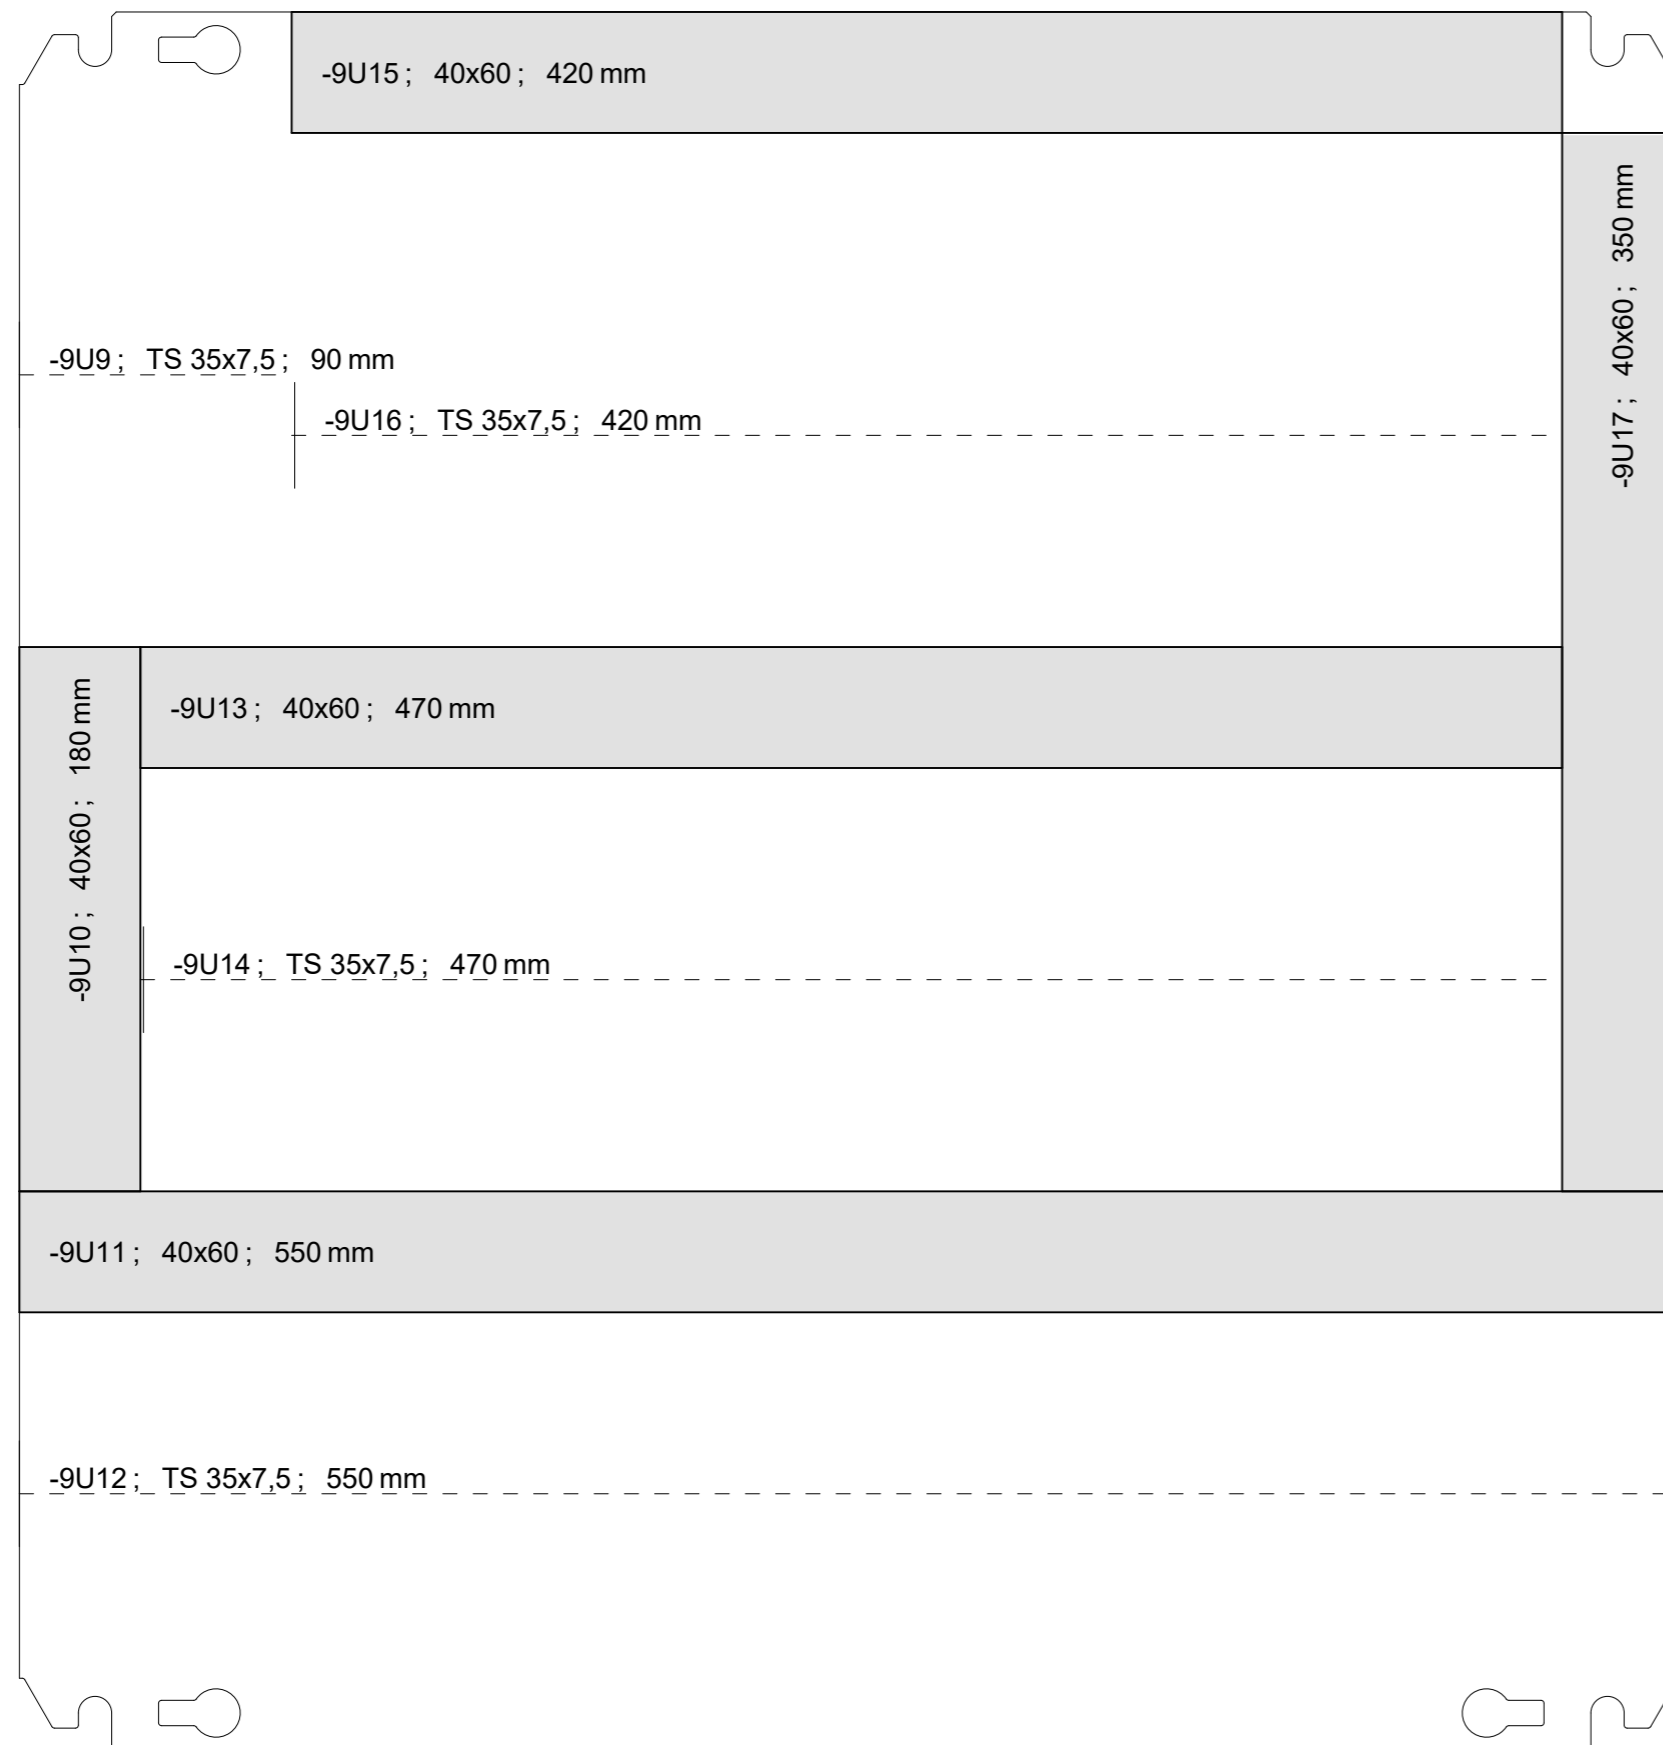 -9U15 ; 40x60 ; 420 mm
-9U17 ; 40x60 ; 350 mm
-9U9 ; TS 35x7,5 ; 90 mm
-9U16 ; TS 35x7,5 ; 420 mm
-9U13 ; 40x60 ; 470 mm
-9U10 ; 40x60 ; 180 mm
-9U14 ; TS 35x7,5 ; 470 mm
-9U11 ; 40x60 ; 550 mm
-9U12 ; TS 35x7,5 ; 550 mm